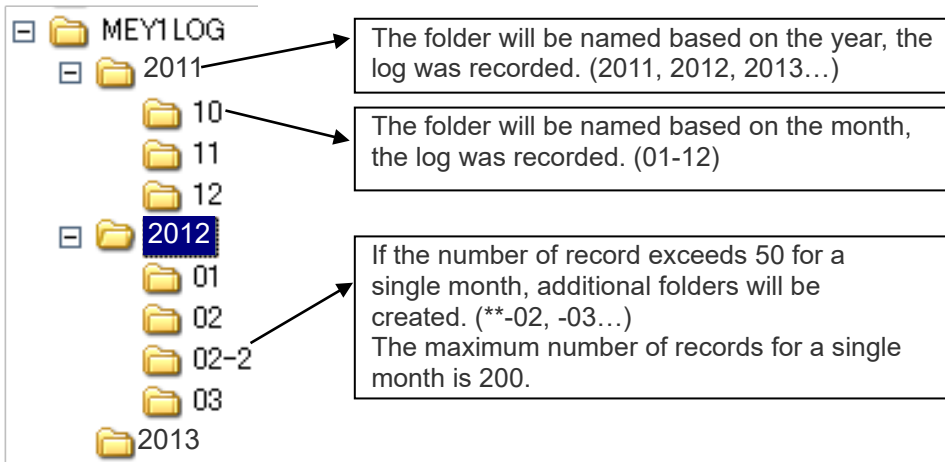 MEY1LOG
2011
10
11
12
2012
01
02
02-2
03
2013
The folder will be named based on the year, the
log was recorded. (2011, 2012, 2013…)
The folder will be named based on the month,
the log was recorded. (01-12)
If the number of record exceeds 50 for a
single month, additional folders will be
created. (**-02, -03…)
The maximum number of records for a single
month is 200.